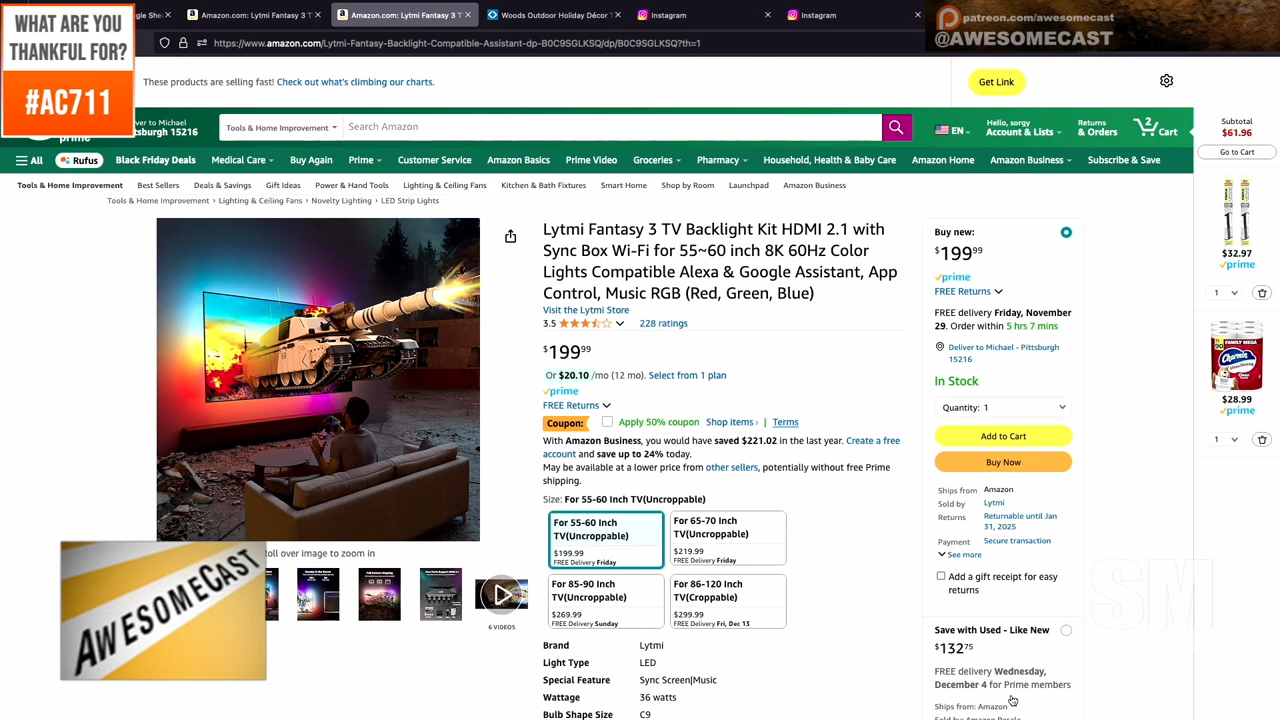 WHAT ARE YOU
THANKFUL FOR?
#AC711
gle She
Amazon.com: Lytmi Fantasy 3 T
Amazon.com: Lytmi Fantasy 3 T
Woods Outdoor Holiday Décor
Instagram
Instagram
patreon.com/awesomecast
@AWESOMECAST
https://www.amazon.com/Lytmi-Fantasy-Backlight-Compatible-Assistant-dp-B0C9SGLKSQ/dp/B0C9SGLKSQ?th=1
These products are selling fast! Check out what's climbing our charts.
Get Link
prime
Deliver to Michael
ttsburgh 15216
Tools & Home Improvement
Search Amazon
EN
Hello, sorgy
Account & Lists
Returns
& Orders
2
Cart
Subtotal
$61.96
Go to Cart
All
Rufus
Black Friday Deals
Medical Care
Buy Again
Prime
Customer Service
Amazon Basics
Prime Video
Groceries
Pharmacy
Household, Health & Baby Care
Amazon Home
Amazon Business
Subscribe & Save
Tools & Home Improvement
Best Sellers
Deals & Savings
Gift Ideas
Power & Hand Tools
Lighting & Ceiling Fans
Kitchen & Bath Fixtures
Smart Home
Shop by Room
Launchpad
Amazon Business
Tools & Home Improvement › Lighting & Ceiling Fans › Novelty Lighting › LED Strip Lights
Lytmi Fantasy 3 TV Backlight Kit HDMI 2.1 with
Sync Box Wi-Fi for 55~60 inch 8K 60Hz Color
Lights Compatible Alexa & Google Assistant, App
Control, Music RGB (Red, Green, Blue)
Visit the Lytmi Store
3.5
228 ratings
$199.99
Or $20.10 /mo (12 mo). Select from 1 plan
prime
FREE Returns
Coupon:
Apply 50% coupon
Shop items ›
|
Terms
With Amazon Business, you would have saved $221.02 in the last year. Create a free
account and save up to 24% today.
May be available at a lower price from other sellers, potentially without free Prime
shipping.
Size: For 55-60 Inch TV(Uncroppable)
For 55-60 Inch
TV(Uncroppable)
$199.99
FREE Delivery Friday
For 65-70 Inch
TV(Uncroppable)
$219.99
FREE Delivery Friday
For 85-90 Inch
TV(Uncroppable)
$269.99
FREE Delivery Sunday
For 86-120 Inch
TV(Croppable)
$299.99
FREE Delivery Fri, Dec 13
Brand
Lytmi
Light Type
LED
Special Feature
Sync Screen|Music
Wattage
36 watts
Bulb Shape Size
C9
oll over image to zoom in
6 VIDEOS
AWESOMECAST
Buy new:
$199.99
prime
FREE Returns
FREE delivery Friday, November
29. Order within 5 hrs 7 mins
Deliver to Michael - Pittsburgh
15216
In Stock
Quantity: 1
Add to Cart
Buy Now
Ships from
Amazon
Sold by
Lytmi
Returns
Returnable until Jan
31, 2025
Payment
Secure transaction
See more
Add a gift receipt for easy
returns
Save with Used - Like New
$132.75
FREE delivery Wednesday,
December 4 for Prime members
Ships from: Amazon
Sold by: Amazon Resale
$32.97
prime
1
Charmin
$28.99
prime
1
SM